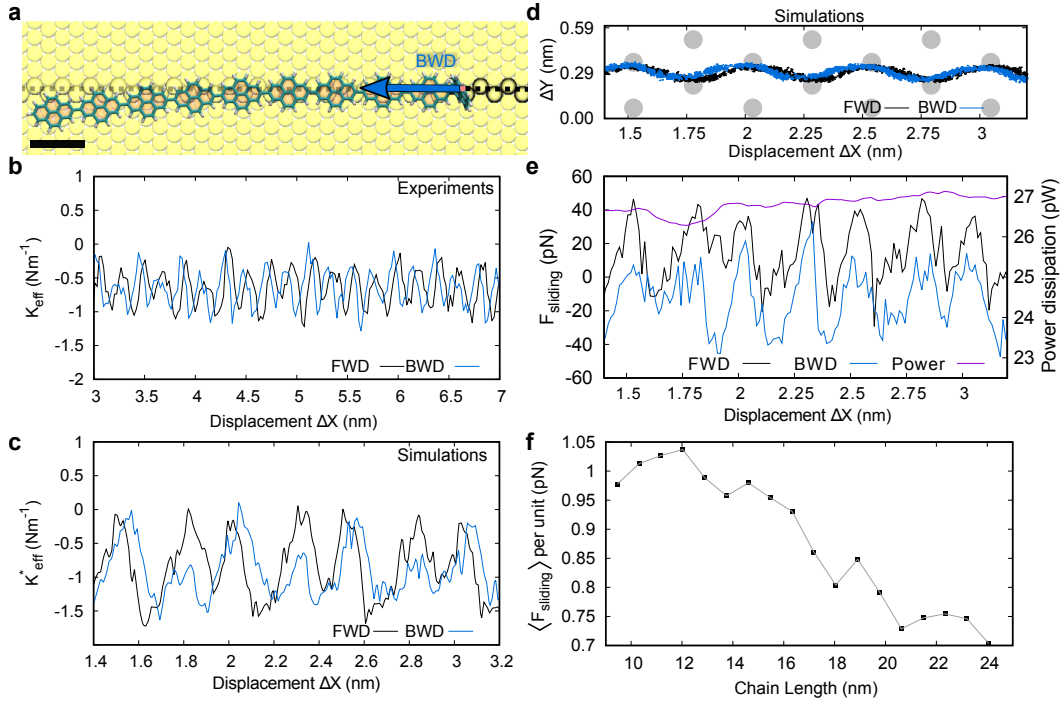 a
BWD
b
Experiments
K_eff (Nm⁻¹)
1
0.5
0
-0.5
-1
-1.5
-2
FWD BWD
3 3.5 4 4.5 5 5.5 6 6.5 7
Displacement ΔX (nm)
c
Simulations
K*_eff (Nm⁻¹)
1
0.5
0
-0.5
-1
-1.5
-2
FWD BWD
1.4 1.6 1.8 2 2.2 2.4 2.6 2.8 3 3.2
Displacement ΔX (nm)
d
Simulations
ΔY (nm)
0.59
0.29
0.00
FWD BWD
1.5 1.75 2 2.25 2.5 2.75 3
Displacement ΔX (nm)
e
F_sliding (pN)
60
40
20
0
-20
-40
-60
27
26
25
24
23
Power dissipation (pW)
FWD BWD Power
1.5 1.75 2 2.25 2.5 2.75 3
Displacement ΔX (nm)
f
⟨F_sliding⟩ per unit (pN)
1.05
1
0.95
0.9
0.85
0.8
0.75
0.7
10 12 14 16 18 20 22 24
Chain Length (nm)